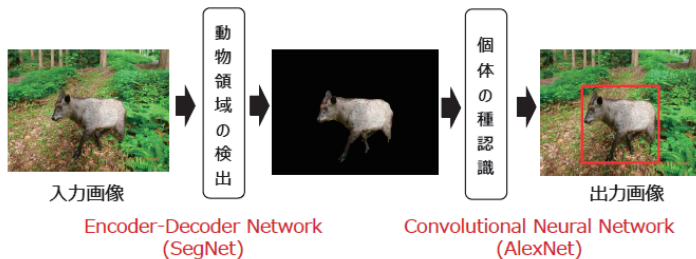 動物領域の検出
個体の種認識
入力画像
出力画像
Encoder-Decoder Network
(SegNet)
Convolutional Neural Network
(AlexNet)